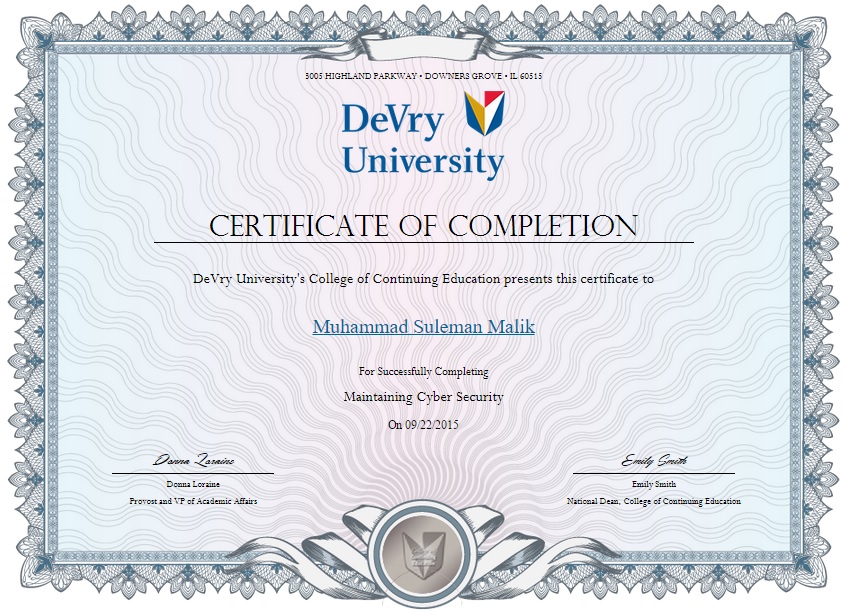 3005 HIGHLAND PARKWAY • DOWNERS GROVE • IL 60515
DeVry
University
CERTIFICATE OF COMPLETION
DeVry University's College of Continuing Education presents this certificate to
Muhammad Suleman Malik
For Successfully Completing
Maintaining Cyber Security
On 09/22/2015
Donna Loraine
Emily Smith
Donna Loraine
Emily Smith
Provost and VP of Academic Affairs
National Dean, College of Continuing Education